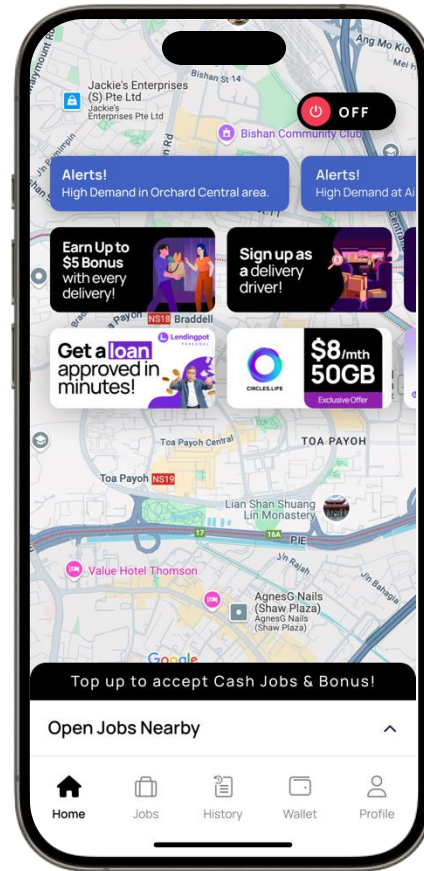 Ang Mo Kio
Marymount Ro
Bishan St 14
Mei H
Jackie's Enterprises
(S) Pte Ltd
Jackie's
Enterprises Pte Ltd
OFF
Bishan Community Club
Alerts!
High Demand in Orchard Central area.
Alerts!
High Demand at Ai
Central
Earn Up to
$5 Bonus
with every
delivery!
Sign up as
a delivery
driver!
NS18 Braddell
Get a loan
approved in
minutes!
Lendingpot
PERSONAL
CIRCLES.LIFE
$8/mth
50GB
Exclusive Offer
Toa Payoh Central
TOA PAYOH
Toa Payoh NS19
Lian Shan Shuang
Lin Monastery
17
16A
PIE
Jln Rajah
Jln Bahagia
Value Hotel Thomson
AgnesG Nails
(Shaw Plaza)
AgnesG Nails
(Shaw Plaza)
Google
Top up to accept Cash Jobs & Bonus!
Open Jobs Nearby
Home
Jobs
History
Wallet
Profile